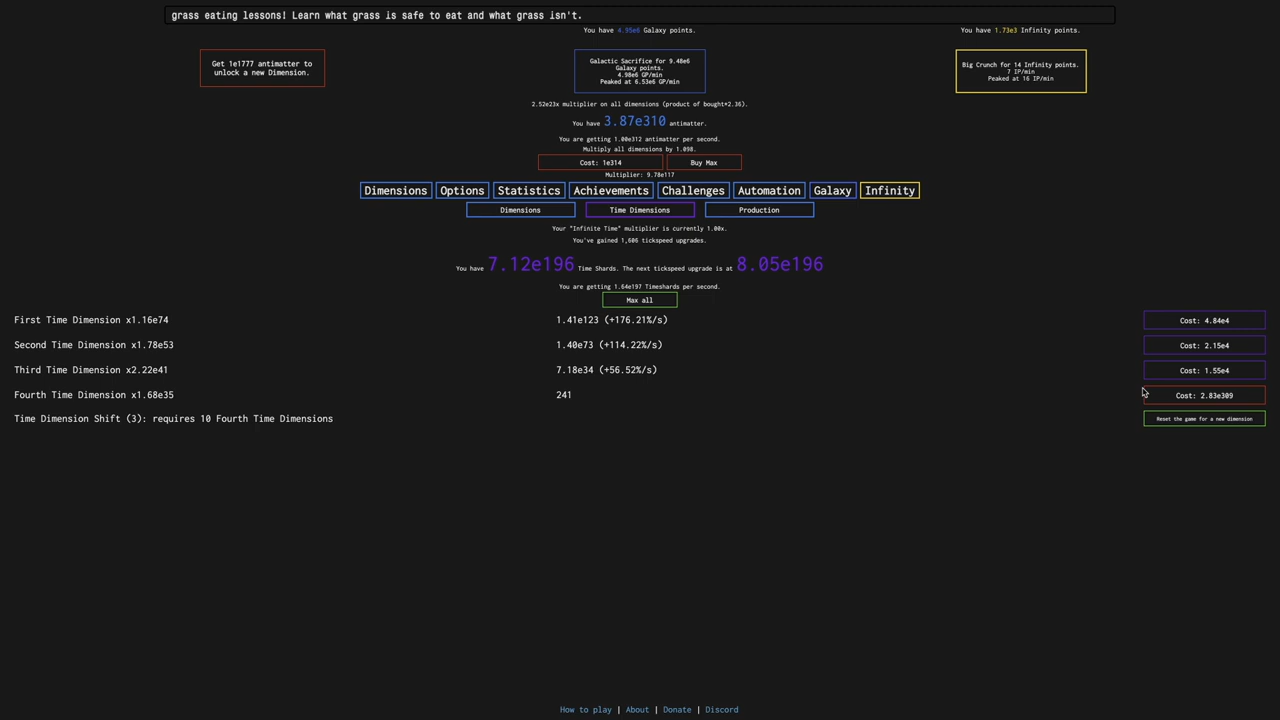 grass eating lessons! Learn what grass is safe to eat and what grass isn't.
You have 4.95e6 Galaxy points.
You have 1.73e3 Infinity points.
Get 1e1777 antimatter to
unlock a new Dimension.
Galactic Sacrifice for 9.48e6
Galaxy points.
4.98e6 GP/min
Peaked at 6.53e6 GP/min
Big Crunch for 14 Infinity points.
7 IP/min
Peaked at 16 IP/min
2.52e23x multiplier on all dimensions (product of bought*2.36).
You have 3.87e310 antimatter.
You are getting 1.00e312 antimatter per second.
Multiply all dimensions by 1.098.
Cost: 1e314
Buy Max
Multiplier: 9.78e117
Dimensions
Options
Statistics
Achievements
Challenges
Automation
Galaxy
Infinity
Dimensions
Time Dimensions
Production
Your "Infinite Time" multiplier is currently 1.00x.
You've gained 1,606 tickspeed upgrades.
You have 7.12e196 Time Shards. The next tickspeed upgrade is at 8.05e196
You are getting 1.64e197 Timeshards per second.
Max all
First Time Dimension x1.16e74
1.41e123 (+176.21%/s)
Cost: 4.84e4
Second Time Dimension x1.78e53
1.40e73 (+114.22%/s)
Cost: 2.15e4
Third Time Dimension x2.22e41
7.18e34 (+56.52%/s)
Cost: 1.55e4
Fourth Time Dimension x1.68e35
241
Cost: 2.83e309
Time Dimension Shift (3): requires 10 Fourth Time Dimensions
Reset the game for a new dimension
How to play | About | Donate | Discord